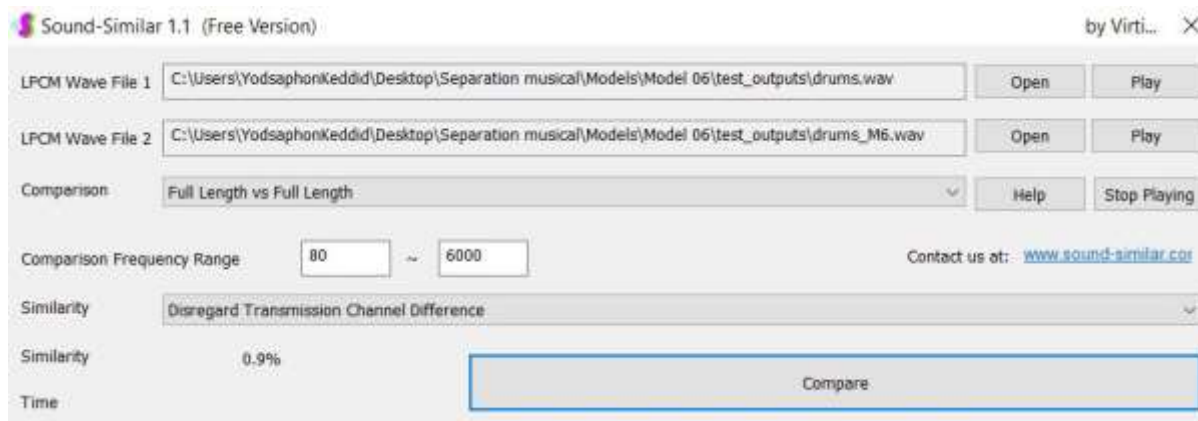 Sound-Similar 1.1 (Free Version) by Virti...
LPCM Wave File 1 C:\Users\YodsaphonKeddid\Desktop\Separation musical\Models\Model 06\test_outputs\drums.wav Open Play
LPCM Wave File 2 C:\Users\YodsaphonKeddid\Desktop\Separation musical\Models\Model 06\test_outputs\drums_M6.wav Open Play
Comparison Full Length vs Full Length Help Stop Playing
Comparison Frequency Range 80 ~ 6000 Contact us at: www.sound-similar.cor
Similarity Disregard Transmission Channel Difference
Similarity 0.9% Compare
Time